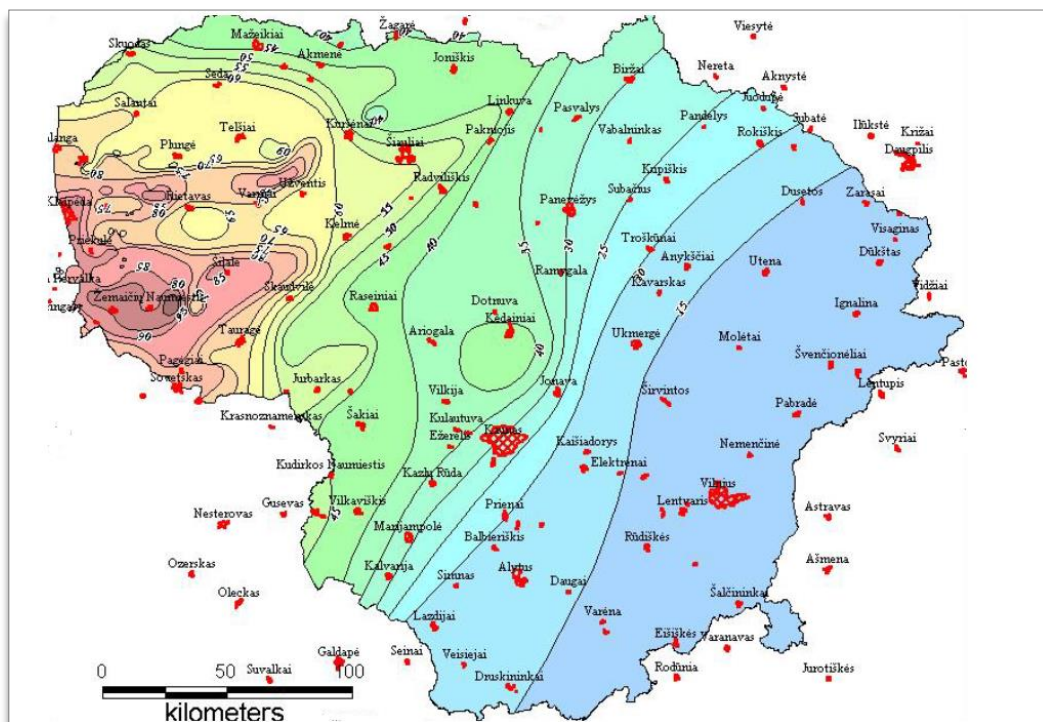 Žagarė
Viesytė
Skuodas
Mažeikiai
Akmenė
Joniškis
Biržai
Nereta
Aknystė
Seda
Salantai
Linkuva
Pasvalys
Pandėlys
Juodupė
Subatė
Ilūkstė
Križai
Daugpilis
Telšiai
Kuršėnai
Šiauliai
Pakruojis
Vabalninkas
Rokiškis
Plungė
Kupiškis
Rietavas
Varniai
Užventis
Radviliškis
Subačius
Panevėžys
Dusetos
Zarasai
Klaipėda
Priekulė
Kelmė
Troškūnai
Visaginas
Šilalė
Ramygala
Anykščiai
Utena
Dūkštas
Skaudvilė
Raseiniai
Kavarskas
Vidžiai
Žemaičių Naumiestis
Dotnuva
Kėdainiai
Ignalina
Tauragė
Ariogala
Ukmergė
Molėtai
Švenčionėliai
Pagėgiai
Sovetskas
Jurbarkas
Vilkija
Jonava
Širvintos
Lentupis
Pabradė
Krasnoznamenskas
Šakiai
Kulautuva
Ežerėlis
Kaunas
Kaišiadorys
Nemenčinė
Svyriai
Kudirkos Naumiestis
Kazlų Rūda
Elektrėnai
Vilnius
Gusevas
Vilkaviškis
Prienai
Lentvaris
Nesterovas
Astravas
Marijampolė
Balbieriškis
Rūdiškės
Ozerskas
Kalvarija
Simnas
Alytus
Daugai
Ašmena
Oleckas
Šalčininkai
Lazdijai
Varėna
Eišiškės
Varanavas
Galdapė
Seinai
Veisiejai
Suvalkai
Druskininkai
Rodūnia
Jurotiškės
0 50 100
kilometers